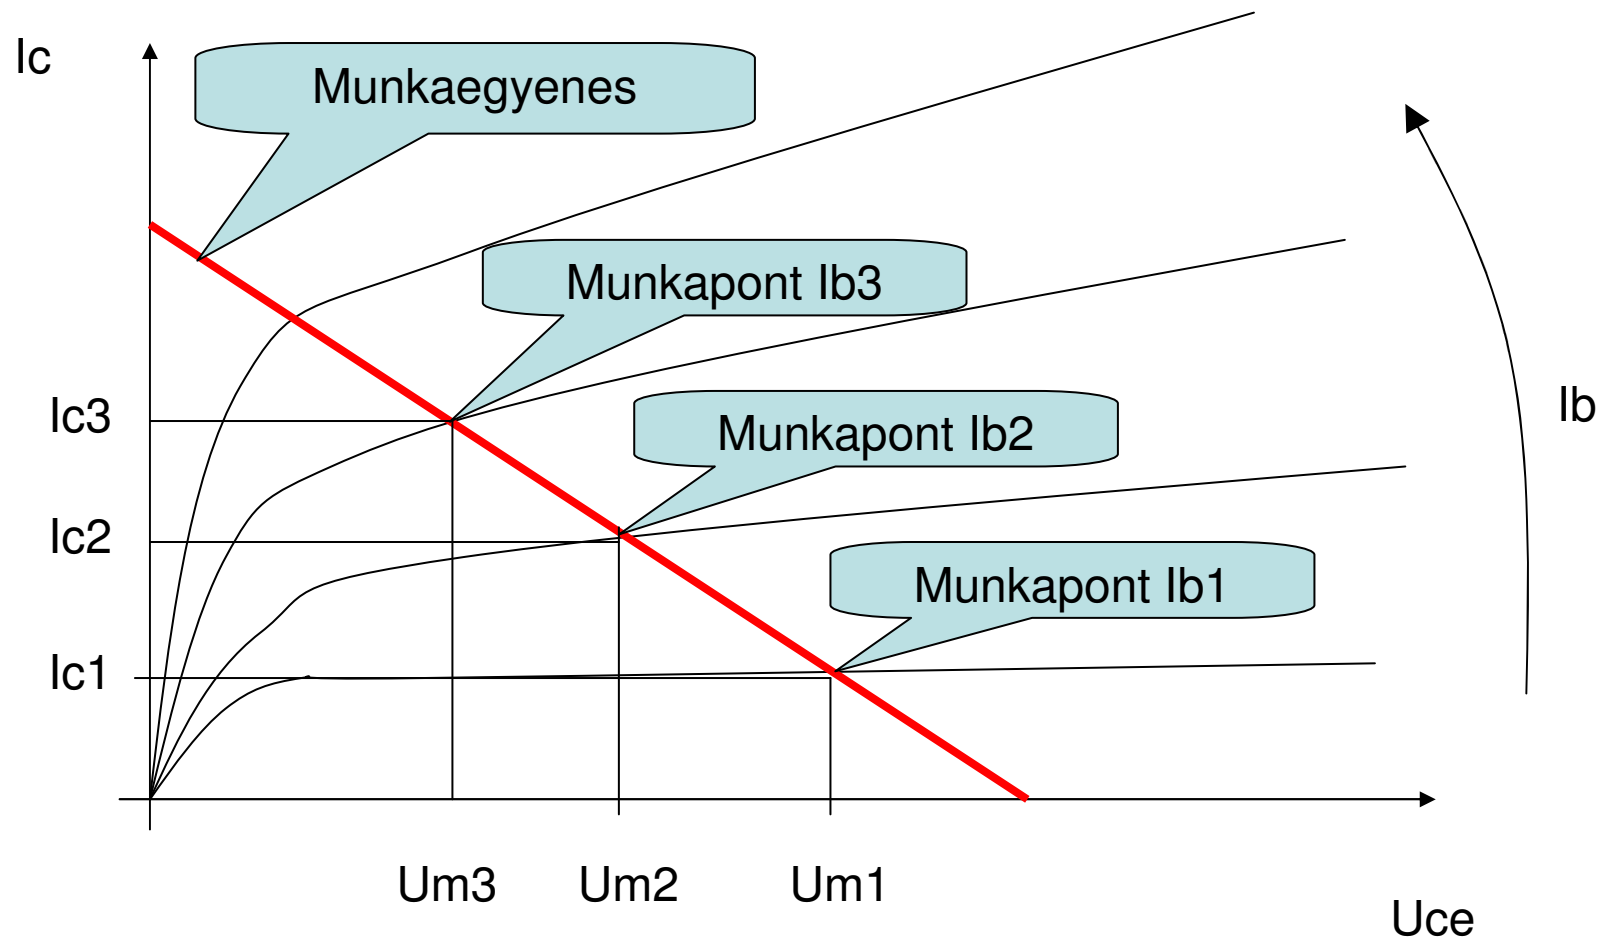 Ic
Munkaegyenes
Munkapont Ib3
Ic3
Ib
Munkapont Ib2
Ic2
Munkapont Ib1
Ic1
Um3
Um2
Um1
Uce